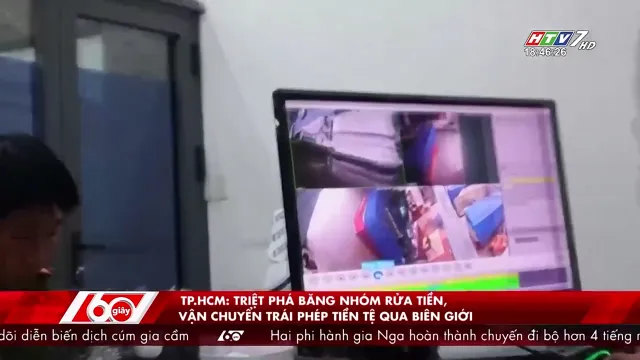 HTV7 HD
18:46:26
TP.HCM: TRIỆT PHÁ BĂNG NHÓM RỬA TIỀN,
VẬN CHUYỂN TRÁI PHÉP TIỀN TỆ QUA BIÊN GIỚI
60 giây
dõi diễn biến dịch cúm gia cầm Hai phi hành gia Nga hoàn thành chuyến đi bộ hơn 4 tiếng